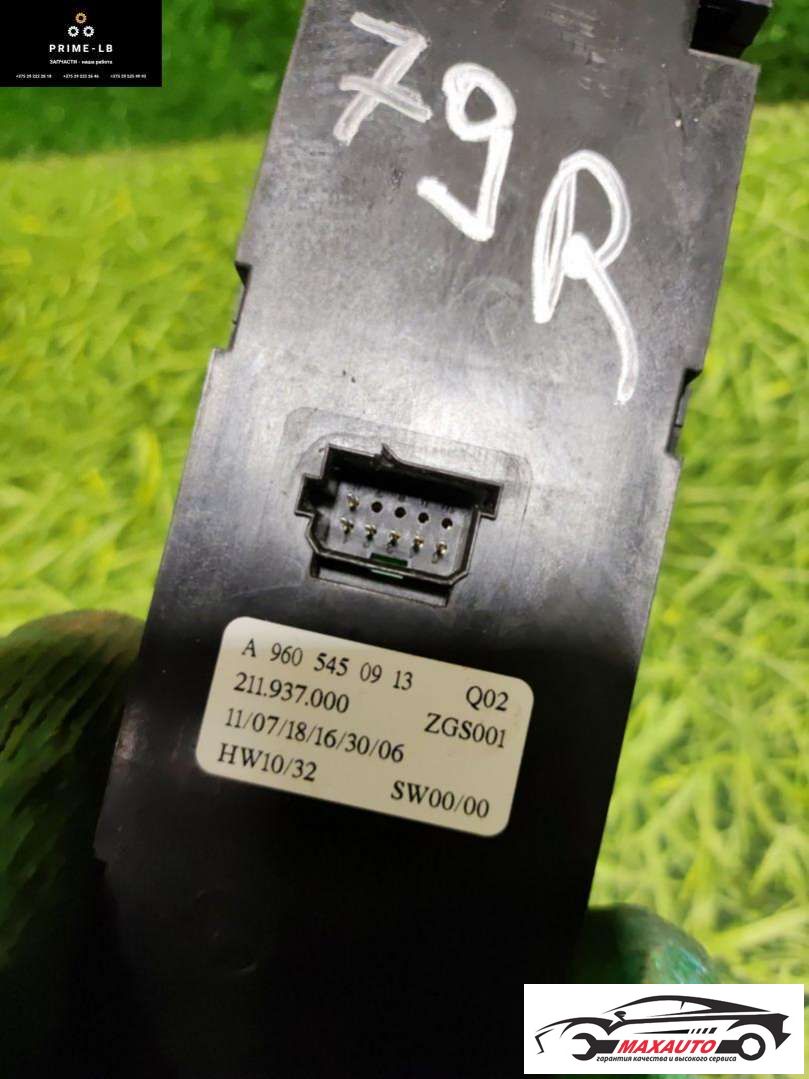 PRIME-LB
ЗАПЧАСТИ - наша работа
79R
A 960 545 09 13 Q02
211.937.000 ZGS001
11/07/18/16/30/06
HW10/32 SW00/00
MAXAUTO
гарантия качества и высокого сервиса